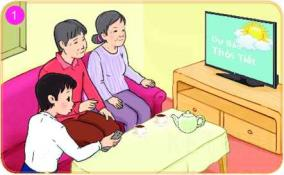 1
Dự Báo
Thời Tiết